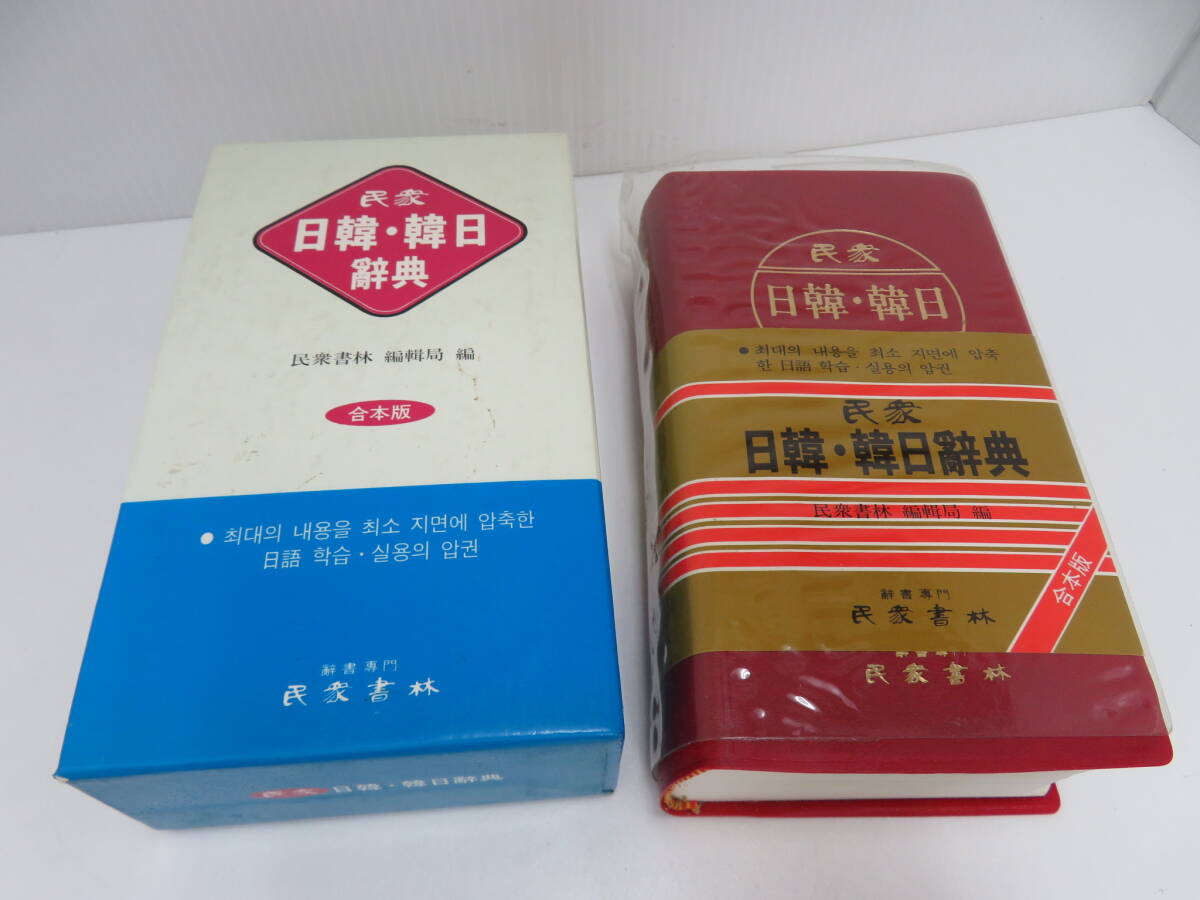 民衆
日韓・韓日
辭典
民衆書林 編輯局 編
合本版
● 최대의 내용을 최소 지면에 압축한
日語 학습・실용의 압권
辭書專門
民衆書林
民衆 日韓・韓日辭典
民衆
日韓・韓日
● 최대의 내용을 최소 지면에 압축
한 日語 학습・실용의 압권
民衆
日韓・韓日辭典
民衆書林 編輯局 編
合本版
辭書專門
民衆書林
辭書專門
民衆書林